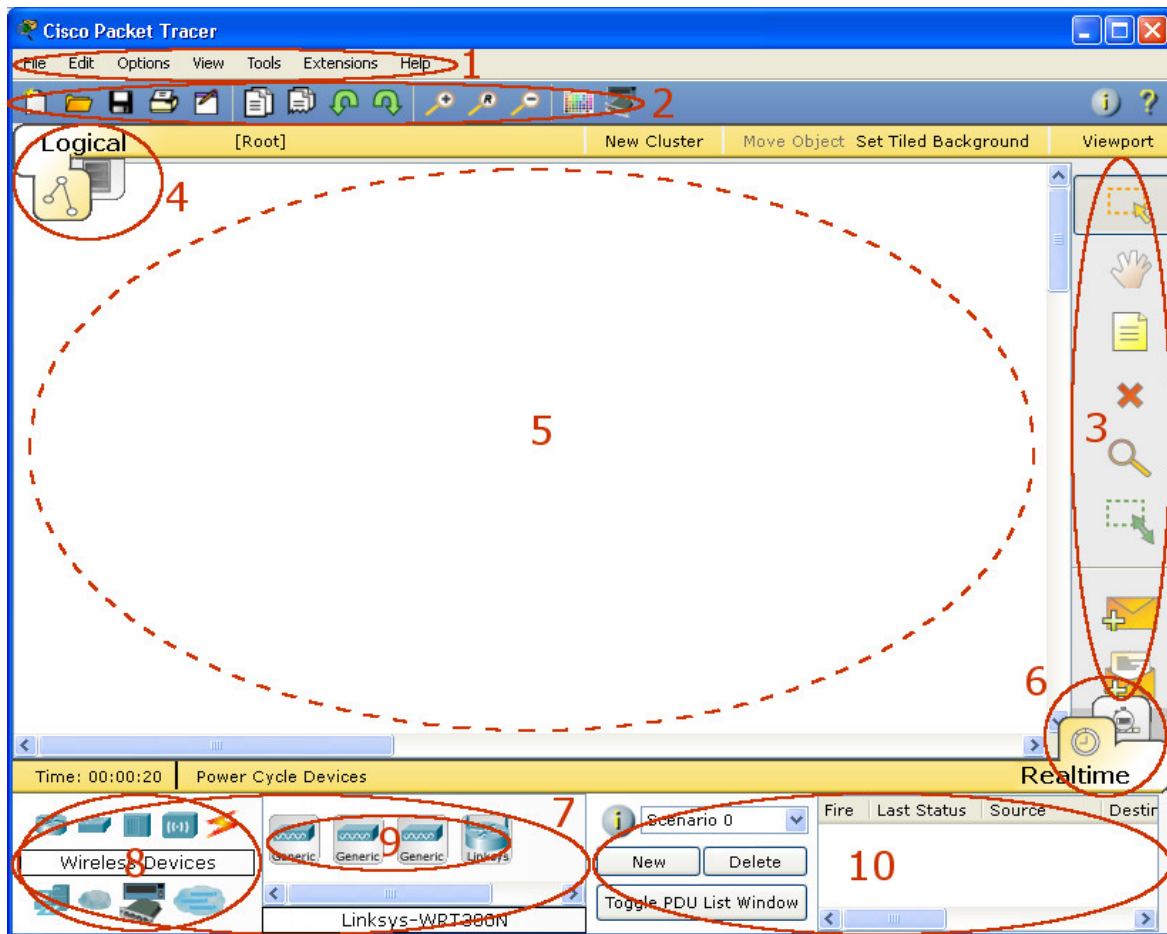 Cisco Packet Tracer
File Edit Options View Tools Extensions Help 1
R 2
i ?
Logical [Root] New Cluster Move Object Set Tiled Background Viewport
4
5
3
6
Time: 00:00:20 Power Cycle Devices Realtime
7
i Scenario 0 Fire Last Status Source Destin
Generic Generic Generic Linksys
9
Wireless Devices
8
New Delete
10
Toggle PDU List Window
Linksys-WRT300N